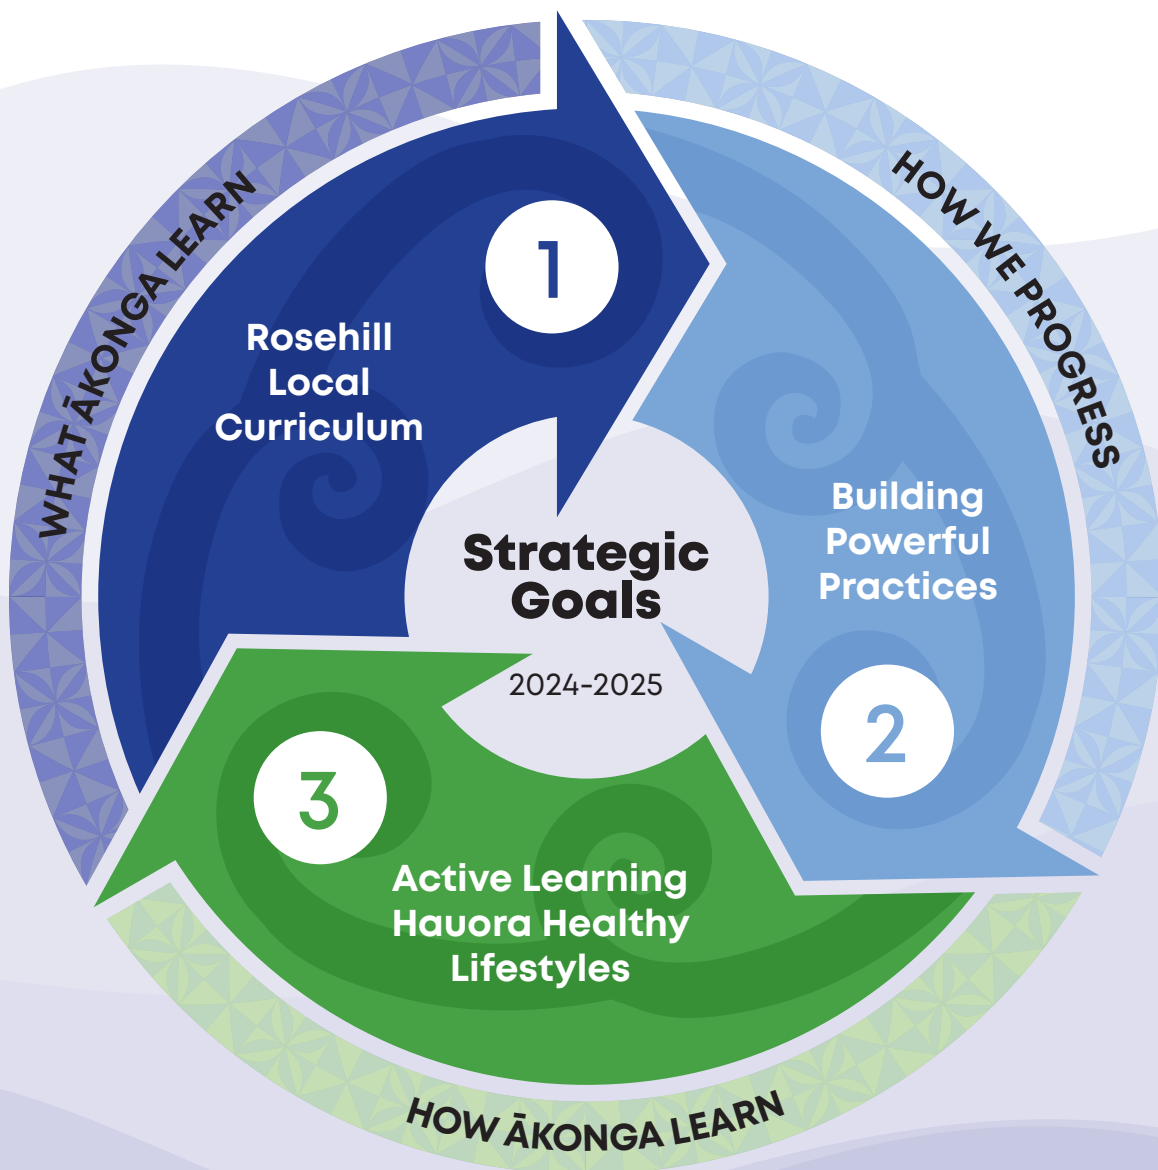 Strategic
Goals
2024-2025
WHAT ĀKONGA LEARN
1
Rosehill
Local
Curriculum
HOW WE PROGRESS
Building
Powerful
Practices
2
3
Active Learning
Hauora Healthy
Lifestyles
HOW ĀKONGA LEARN